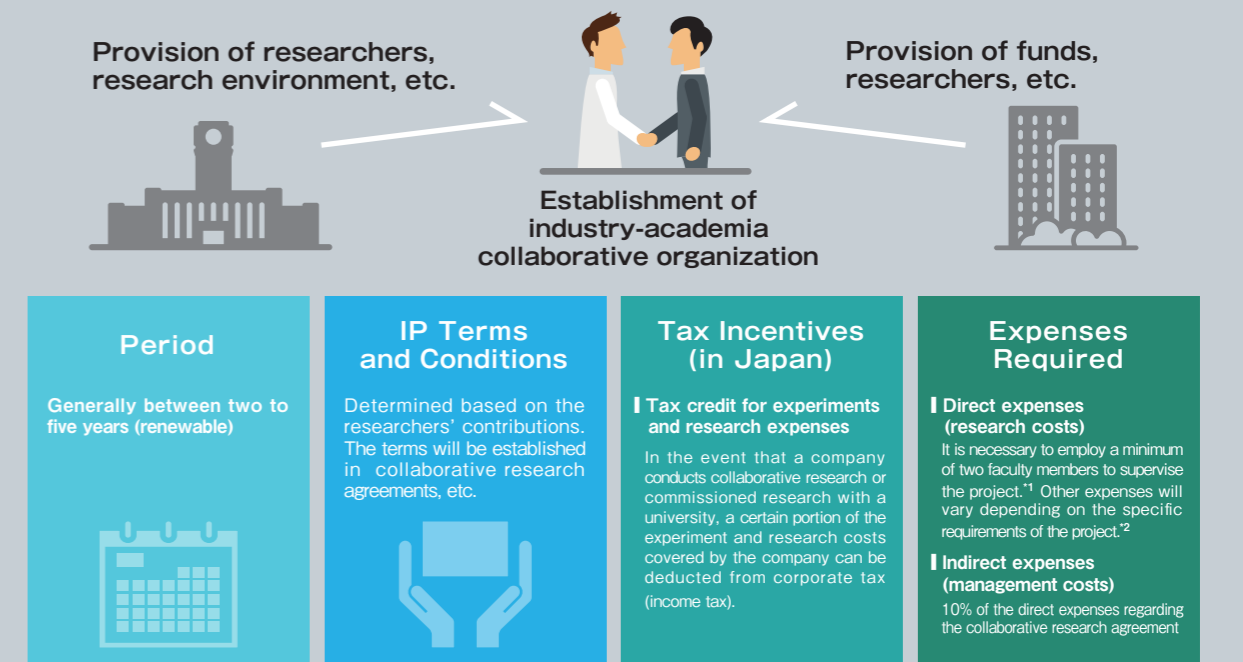 Provision of researchers,
research environment, etc.
Provision of funds,
researchers, etc.
Establishment of
industry-academia
collaborative organization
Period
Generally between two to
five years (renewable)
IP Terms
and Conditions
Determined based on the
researchers' contributions.
The terms will be established
in collaborative research
agreements, etc.
Tax Incentives
(in Japan)
Tax credit for experiments
and research expenses
In the event that a company
conducts collaborative research or
commissioned research with a
university, a certain portion of the
experiment and research costs
covered by the company can be
deducted from corporate tax
(income tax).
Expenses
Required
Direct expenses
(research costs)
It is necessary to employ a minimum
of two faculty members to supervise
the project.*1 Other expenses will
vary depending on the specific
requirements of the project.*2
Indirect expenses
(management costs)
10% of the direct expenses regarding
the collaborative research agreement